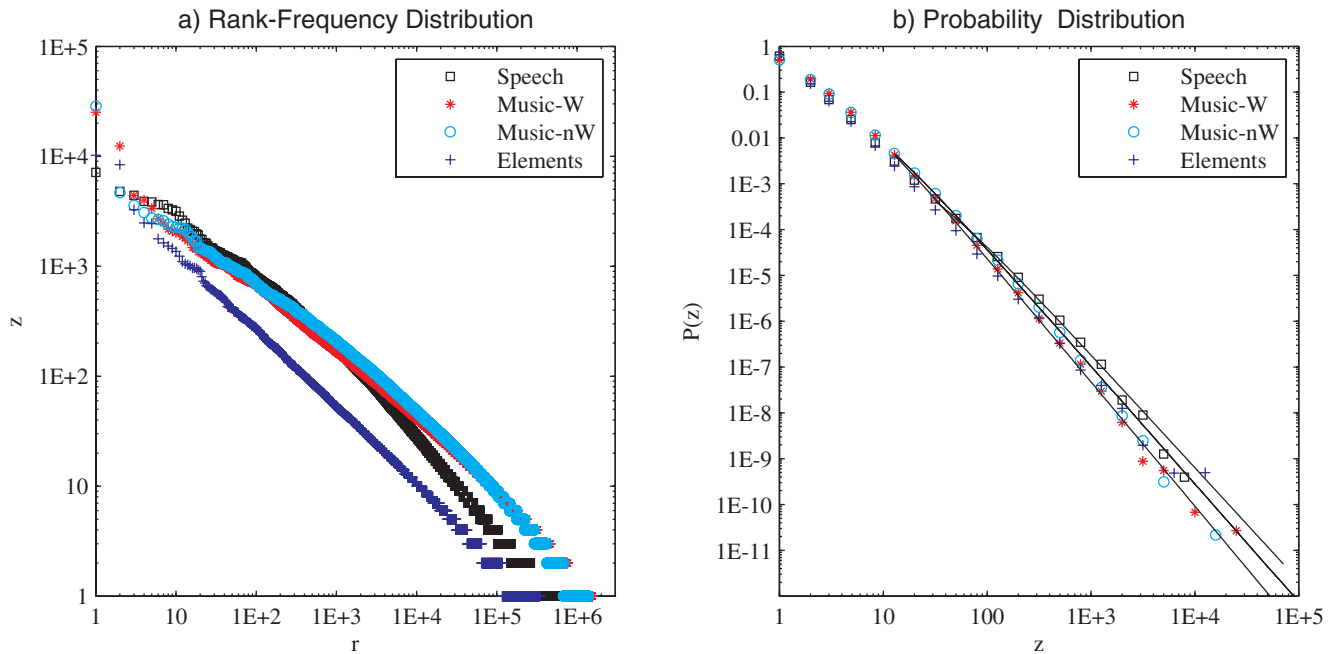 a) Rank-Frequency Distribution
1E+5
1E+4
1E+3
1E+2
10
1
z
1
10
1E+2
1E+3
1E+4
1E+5
1E+6
r
Speech
Music-W
Music-nW
Elements
b) Probability Distribution
1
0.1
0.01
1E-3
1E-4
1E-5
1E-6
1E-7
1E-8
1E-9
1E-10
1E-11
P(z)
1
10
100
1E+3
1E+4
1E+5
z
Speech
Music-W
Music-nW
Elements